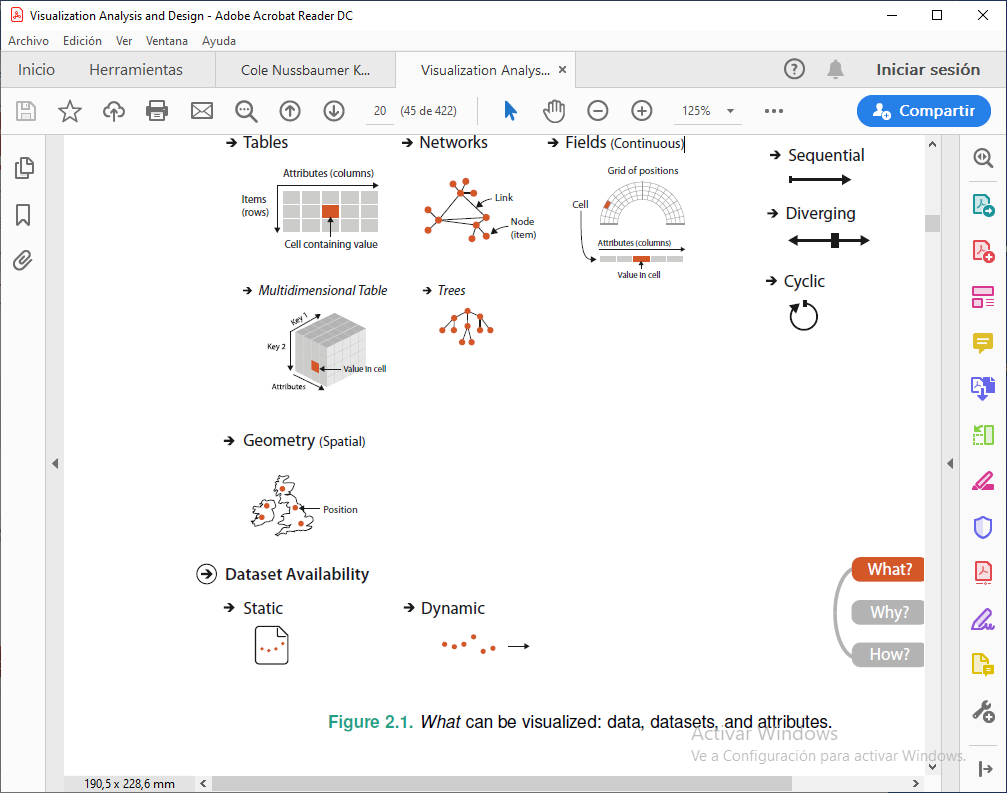 Visualization Analysis and Design - Adobe Acrobat Reader DC
Archivo Edición Ver Ventana Ayuda
Inicio Herramientas Cole Nussbaumer K... Visualization Analys... × Iniciar sesión
20 (45 de 422) 125% Compartir
→ Tables
Attributes (columns)
Items
(rows)
Cell containing value
→ Networks
Link
Node
(item)
→ Fields (Continuous)
Grid of positions
Cell
Attributes (columns)
Value in cell
→ Sequential
→ Diverging
→ Cyclic
→ Multidimensional Table
Key 1
Key 2
Value in cell
Attributes
→ Trees
→ Geometry (Spatial)
Position
→ Dataset Availability
→ Static
→ Dynamic
What?
Why?
How?
Figure 2.1. What can be visualized: data, datasets, and attributes.
Activar Windows
Ve a Configuración para activar Windows.
190,5 x 228,6 mm